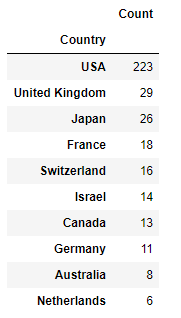 Count
Country
USA 223
United Kingdom 29
Japan 26
France 18
Switzerland 16
Israel 14
Canada 13
Germany 11
Australia 8
Netherlands 6